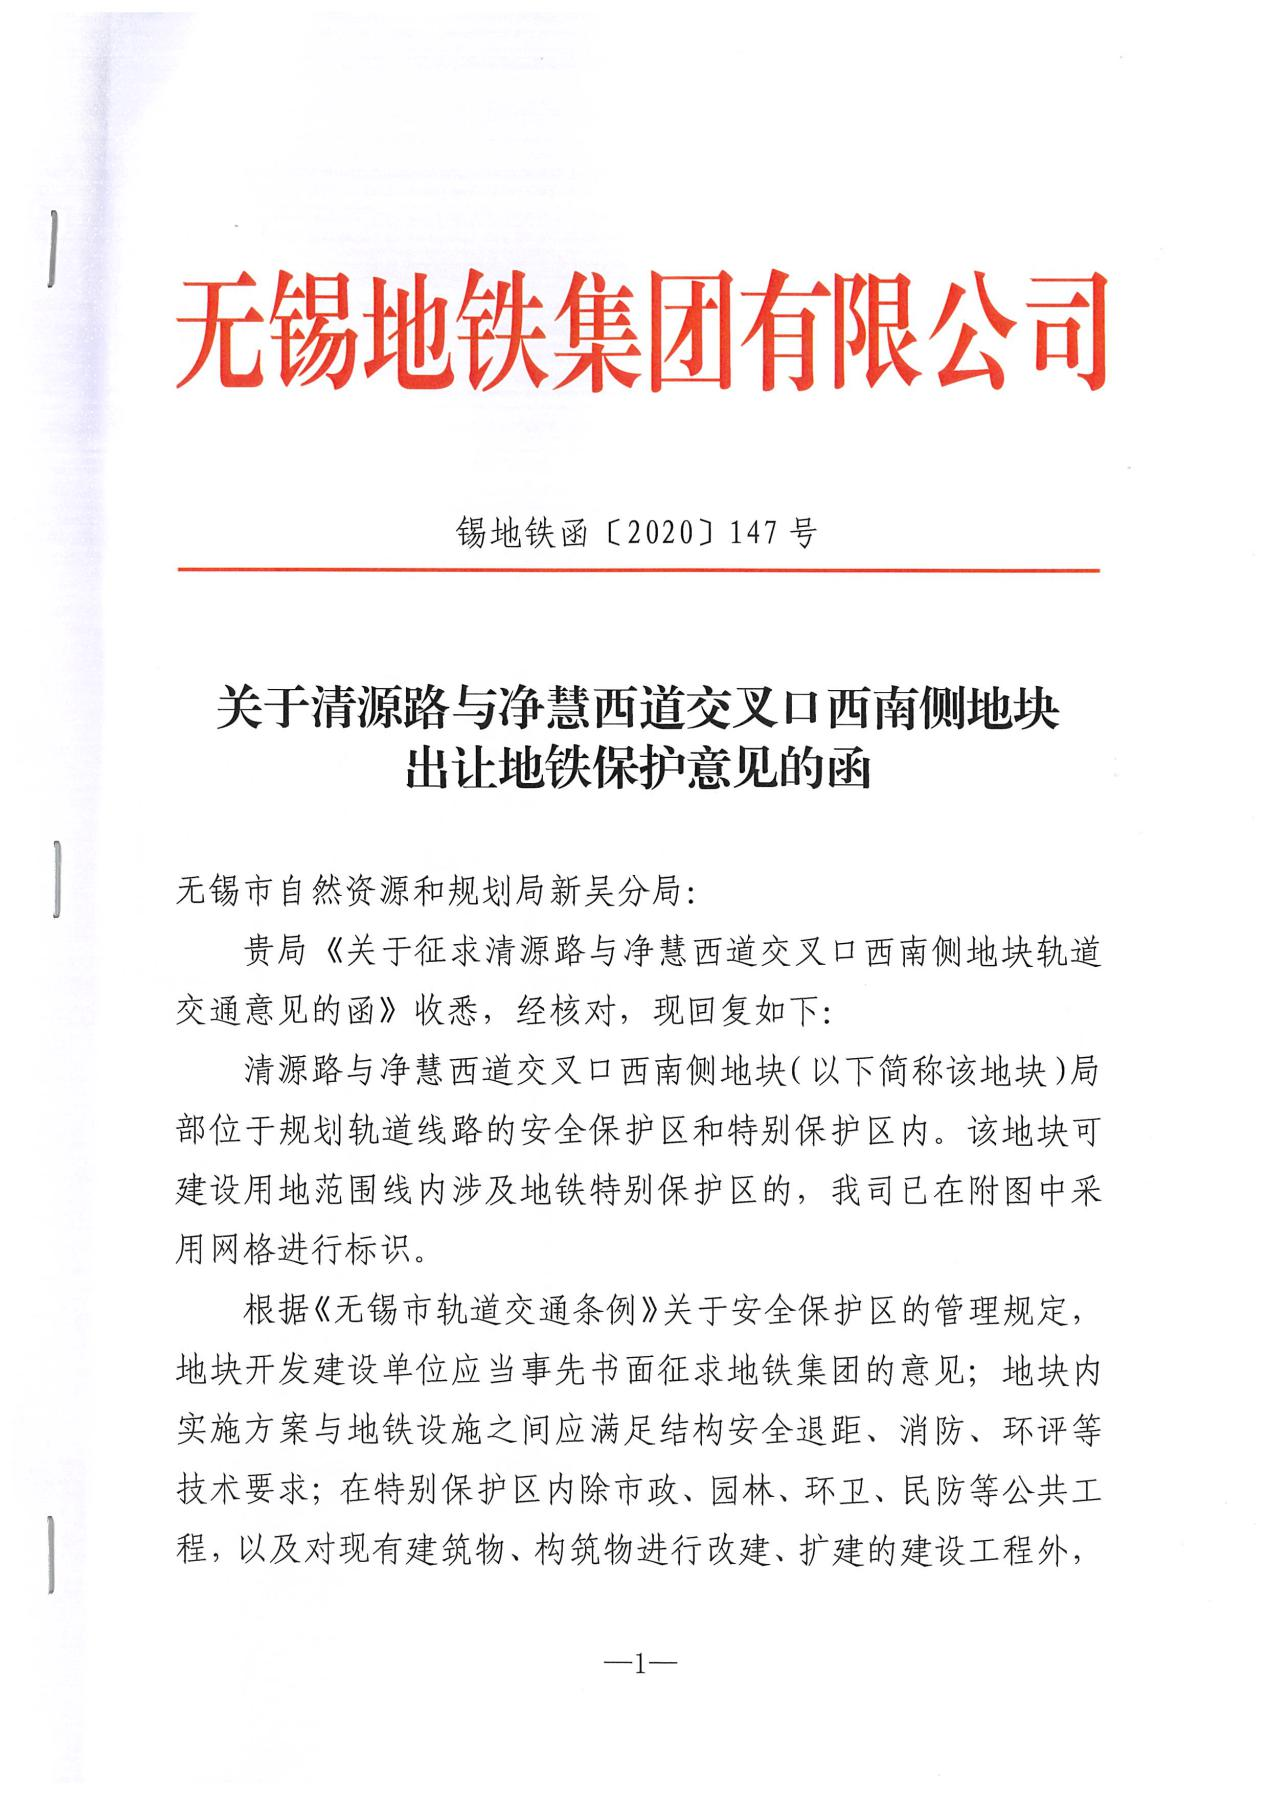 无锡地铁集团有限公司
锡地铁函〔2020〕147号
关于清源路与净慧西道交叉口西南侧地块
出让地铁保护意见的函
无锡市自然资源和规划局新吴分局：
贵局《关于征求清源路与净慧西道交叉口西南侧地块轨道
交通意见的函》收悉，经核对，现回复如下：
清源路与净慧西道交叉口西南侧地块(以下简称该地块)局
部位于规划轨道线路的安全保护区和特别保护区内。该地块可
建设用地范围线内涉及地铁特别保护区的，我司已在附图中采
用网格进行标识。
根据《无锡市轨道交通条例》关于安全保护区的管理规定，
地块开发建设单位应当事先书面征求地铁集团的意见；地块内
实施方案与地铁设施之间应满足结构安全退距、消防、环评等
技术要求；在特别保护区内除市政、园林、环卫、民防等公共工
程，以及对现有建筑物、构筑物进行改建、扩建的建设工程外，
—1—